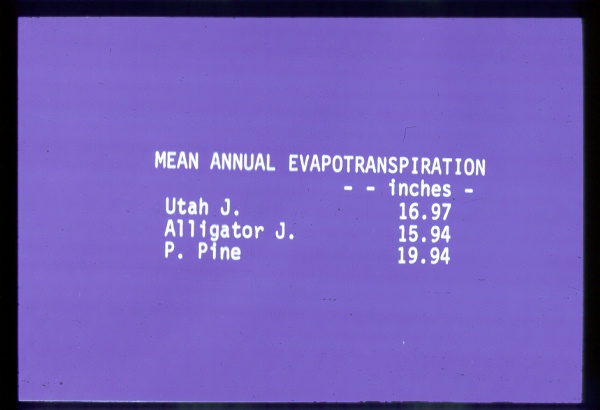 MEAN ANNUAL EVAPOTRANSPIRATION
- - inches -
Utah J. 16.97
Alligator J. 15.94
P. Pine 19.94